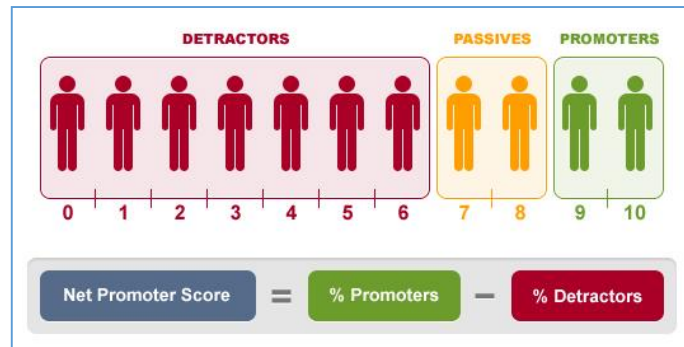 DETRACTORS PASSIVES PROMOTERS
0 1 2 3 4 5 6 7 8 9 10
Net Promoter Score = % Promoters − % Detractors